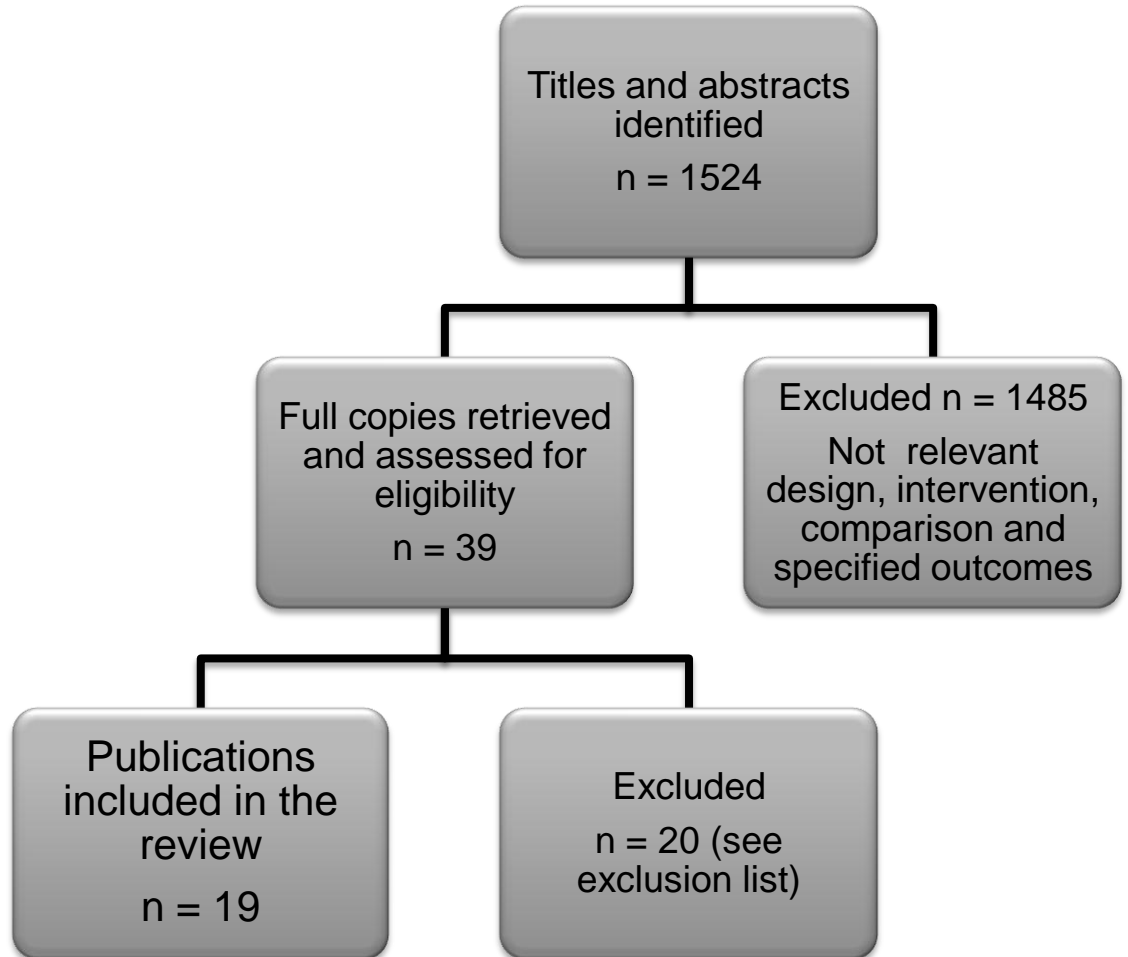 Titles and abstracts
identified
n = 1524
Full copies retrieved
and assessed for
eligibility
n = 39
Excluded n = 1485
Not relevant
design, intervention,
comparison and
specified outcomes
Publications
included in the
review
n = 19
Excluded
n = 20 (see
exclusion list)